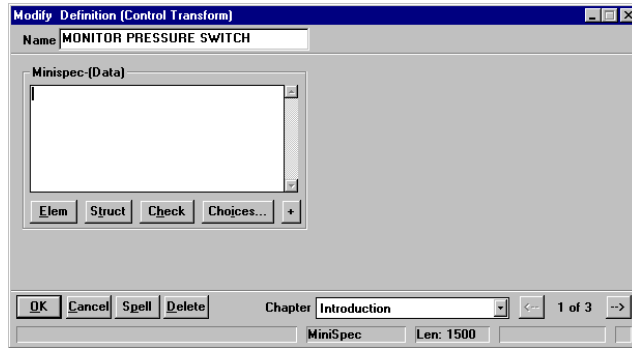 Modify Definition (Control Transform)
Name MONITOR PRESSURE SWITCH
Minispec-(Data)
Elem Struct Check Choices... +
OK Cancel Spell Delete Chapter Introduction <-- 1 of 3 -->
MiniSpec Len: 1500